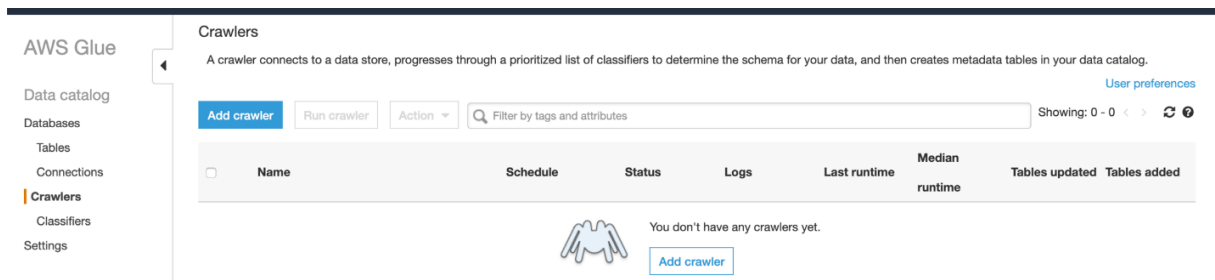 AWS Glue
Data catalog
Databases
Tables
Connections
Crawlers
Classifiers
Settings
Crawlers
A crawler connects to a data store, progresses through a prioritized list of classifiers to determine the schema for your data, and then creates metadata tables in your data catalog.
User preferences
Add crawler Run crawler Action Filter by tags and attributes Showing: 0 - 0
Name Schedule Status Logs Last runtime Median runtime Tables updated Tables added
You don't have any crawlers yet.
Add crawler